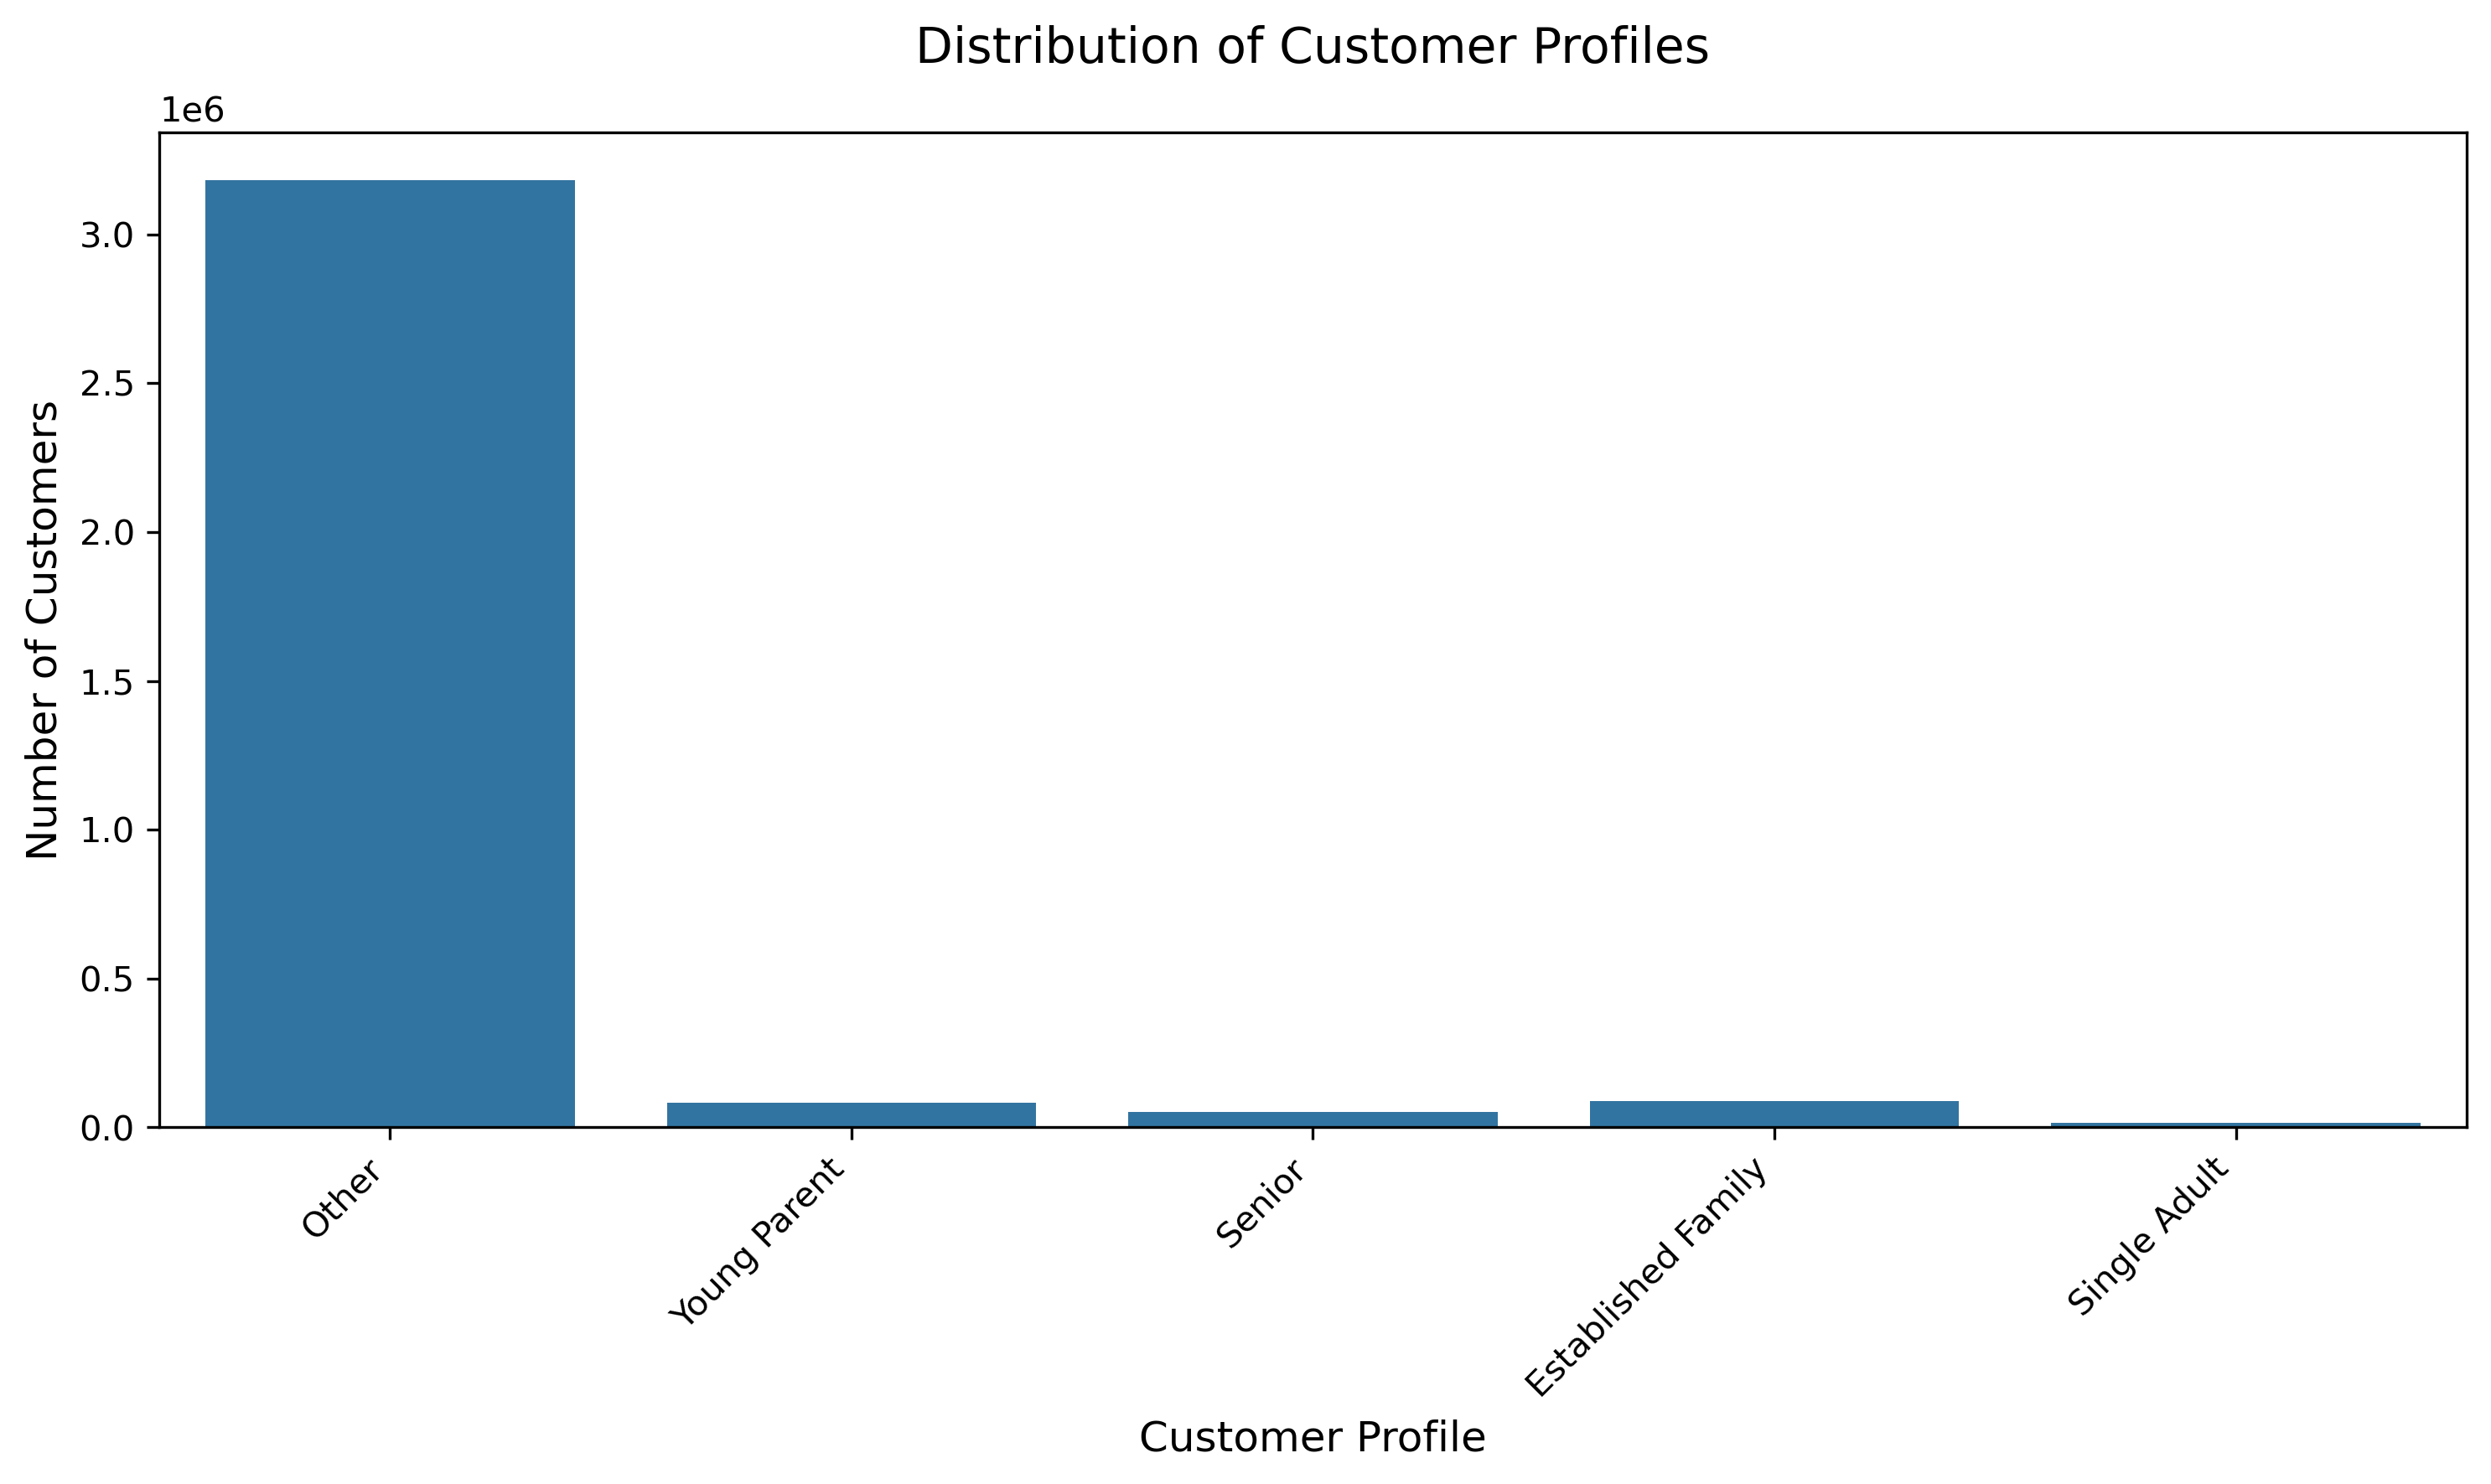 Distribution of Customer Profiles
1e6
3.0
2.5
2.0
1.5
1.0
0.5
0.0
Number of Customers
Other
Young Parent
Senior
Established Family
Single Adult
Customer Profile